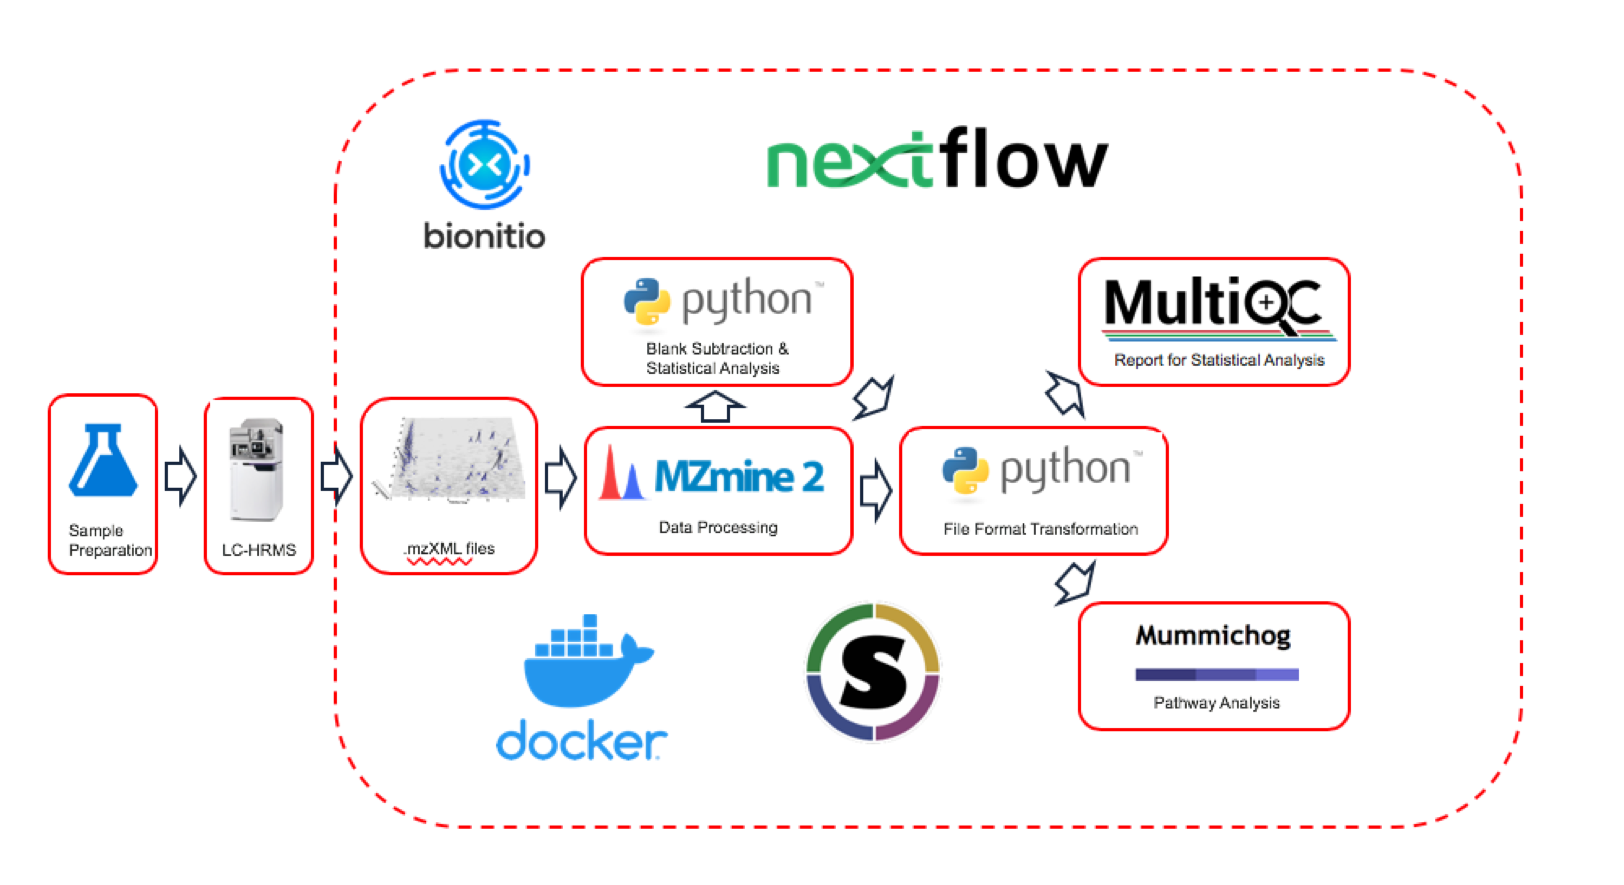 bionitio
nextflow
python™
Blank Subtraction &
Statistical Analysis
MultiQC
Report for Statistical Analysis
Sample
Preparation
LC-HRMS
.mzXML files
MZmine 2
Data Processing
python™
File Format Transformation
docker
S
Mummichog
Pathway Analysis